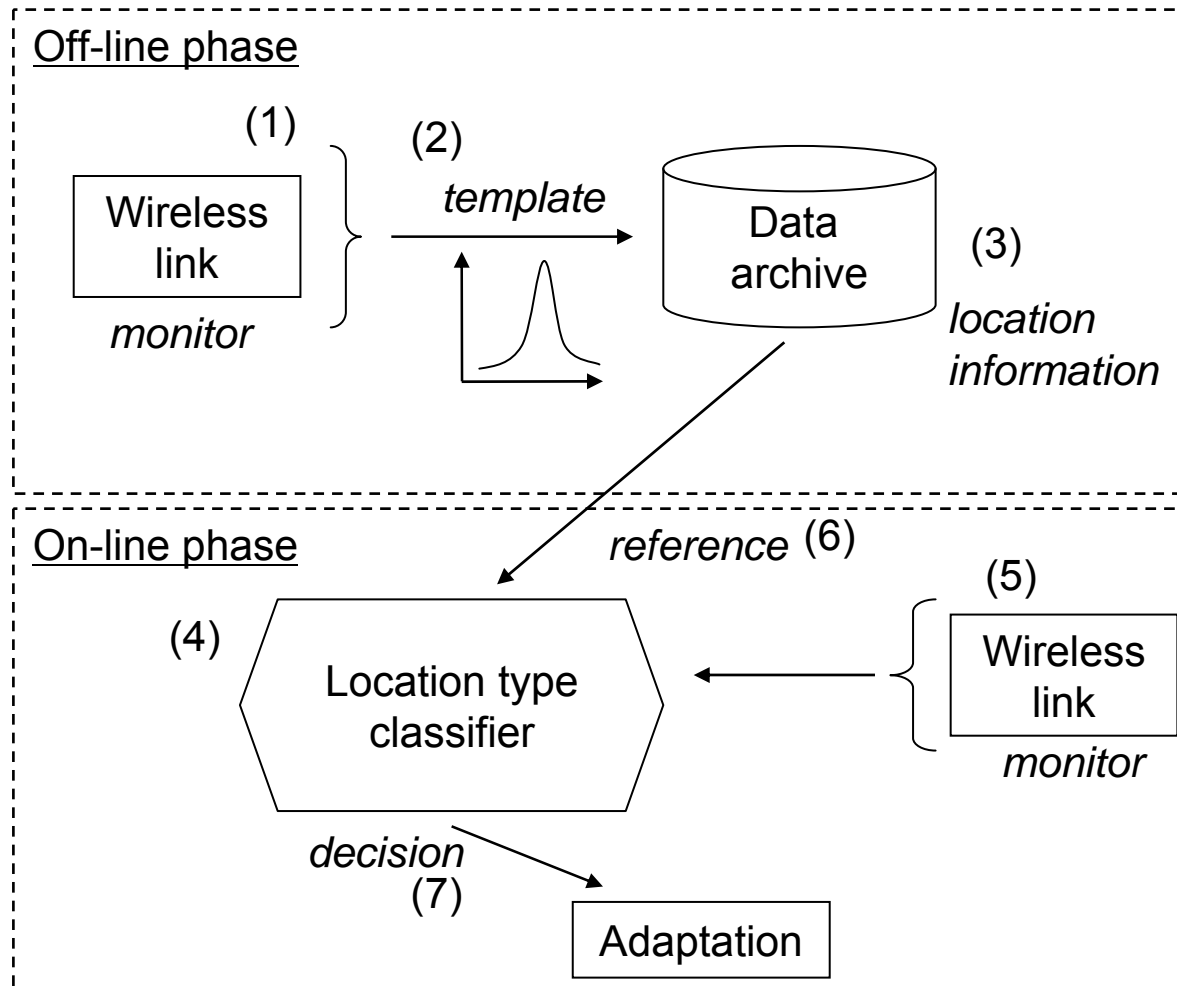 Off-line phase
(1)
(2)
template
Wireless
link
monitor
Data
archive
(3)
location
information
On-line phase
reference (6)
(4)
Location type
classifier
(5)
Wireless
link
monitor
decision
(7)
Adaptation